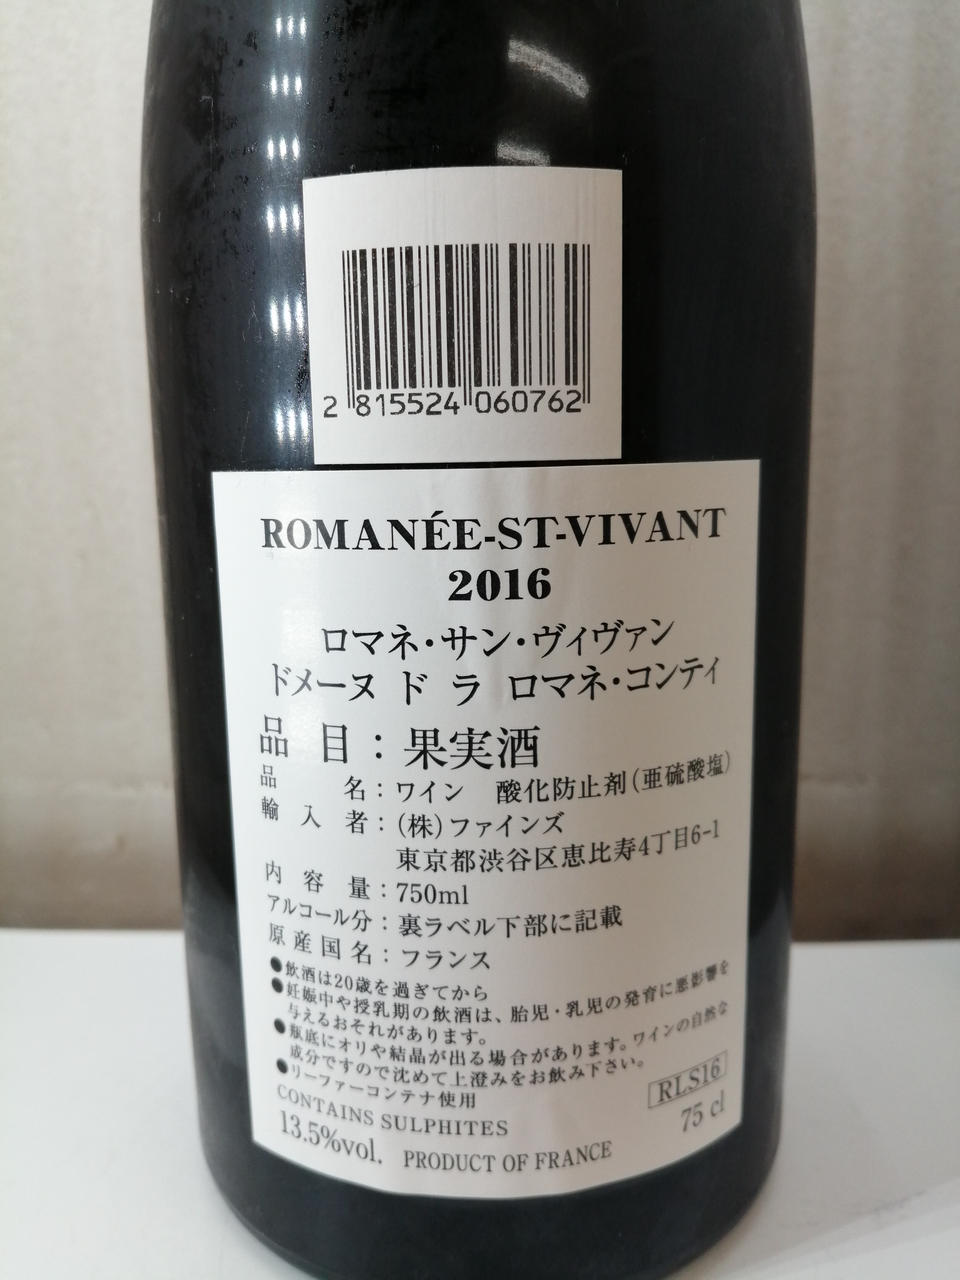 2 815524 060762
ROMANÉE-ST-VIVANT
2016
ロマネ・サン・ヴィヴァン
ドメーヌ ド ラ ロマネ・コンティ
品 目：果実酒
品 名：ワイン 酸化防止剤(亜硫酸塩)
輸 入 者：(株)ファインズ
東京都渋谷区恵比寿4丁目6-1
内 容 量：750ml
アルコール分：裏ラベル下部に記載
原 産 国 名：フランス
●飲酒は20歳を過ぎてから
●妊娠中や授乳期の飲酒は、胎児・乳児の発育に悪影響を
与えるおそれがあります。
●瓶底にオリや結晶が出る場合があります。ワインの自然な
成分ですので沈めて上澄みをお飲み下さい。
●リーファーコンテナ使用
RLS16
CONTAINS SULPHITES
75 cl
13.5%vol. PRODUCT OF FRANCE